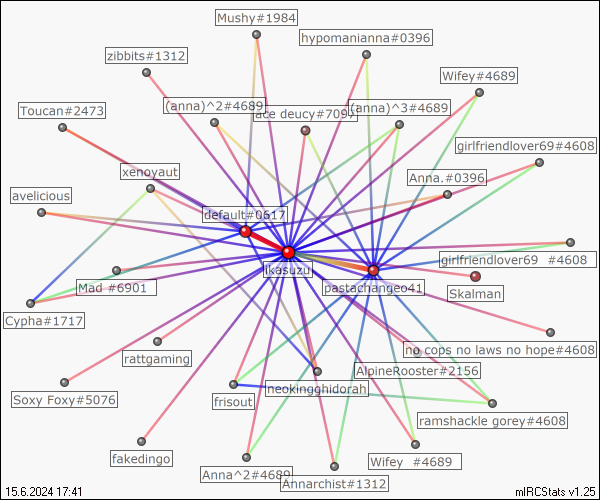 Mushy#1984
hypomanianna#0396
zibbits#1312
Wifey#4689
Toucan#2473
(anna)^2#4689
ace deucy#709
(anna)^3#4689
girlfriendlover69#4608
xenoyaut
Anna.#0396
avelicious
default#0617
girlfriendlover69 #4608
ikasuzu
Mad #6901
pastachangeo41
Skalman
Cypha#1717
no cops no laws no hope#4608
rattgaming
AlpineRooster#2156
neokingghidorah
Soxy Foxy#5076
frisout
ramshackle gorey#4608
fakedingo
Anna^2#4689
Annarchist#1312
Wifey #4689
15.6.2024 17:41
mIRCStats v1.25